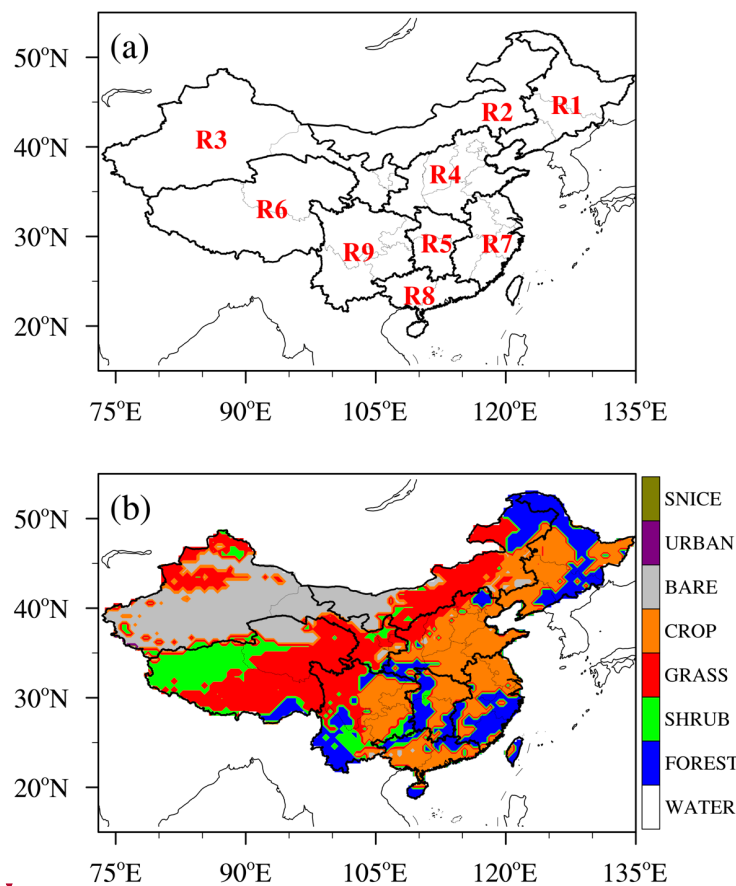 (a)
50°N
40°N
30°N
20°N
R1
R2
R3
R4
R6
R5
R7
R9
R8
75°E 90°E 105°E 120°E 135°E
(b)
50°N
40°N
30°N
20°N
75°E 90°E 105°E 120°E 135°E
SNICE
URBAN
BARE
CROP
GRASS
SHRUB
FOREST
WATER